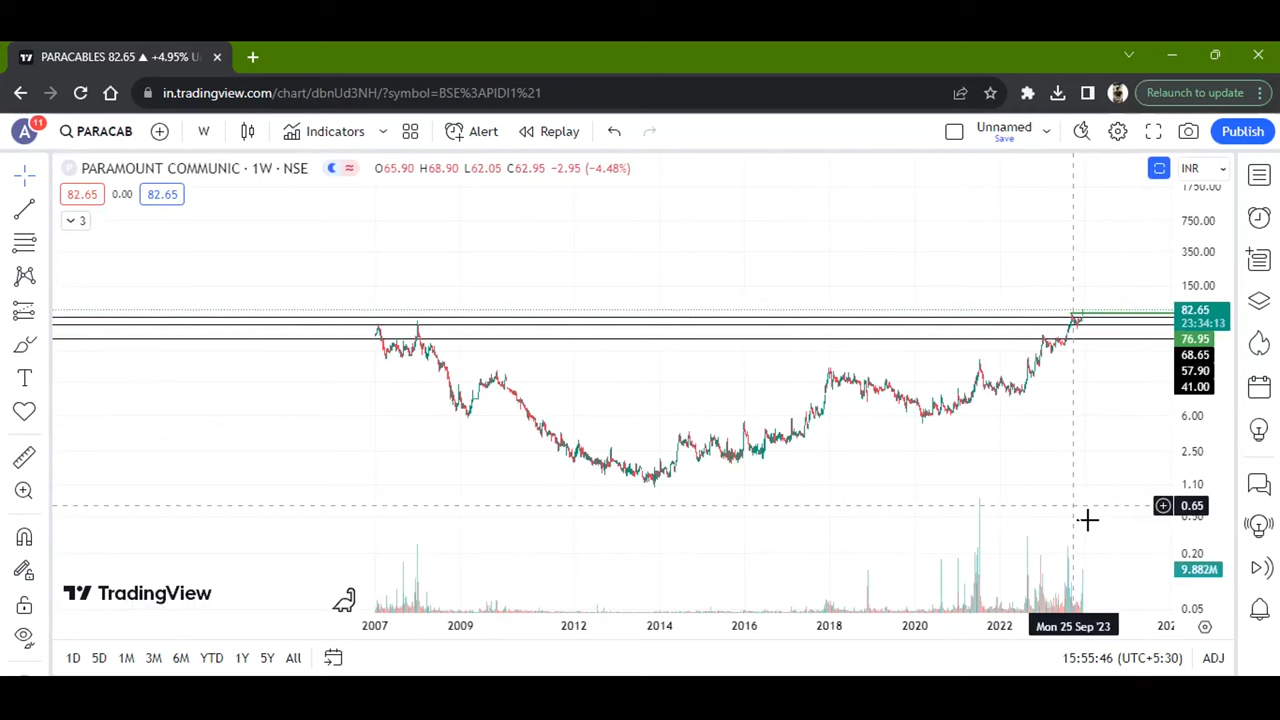 PARACABLES 82.65 ▲ +4.95% U
in.tradingview.com/chart/dbnUd3NH/?symbol=BSE%3APIDI1%21
Relaunch to update
A 11
PARACAB
W
Indicators
Alert
Replay
Unnamed
Save
Publish
PARAMOUNT COMMUNIC · 1W · NSE
O65.90 H68.90 L62.05 C62.95 −2.95 (−4.48%)
INR
82.65 0.00 82.65
3
1750.00
750.00
350.00
150.00
82.65
23:34:13
76.95
68.65
57.90
41.00
6.00
2.50
1.10
0.65
0.50
0.20
9.882M
0.05
TradingView
2007 2009 2012 2014 2016 2018 2020 2022 Mon 25 Sep '23 202
1D 5D 1M 3M 6M YTD 1Y 5Y All
15:55:46 (UTC+5:30) ADJ